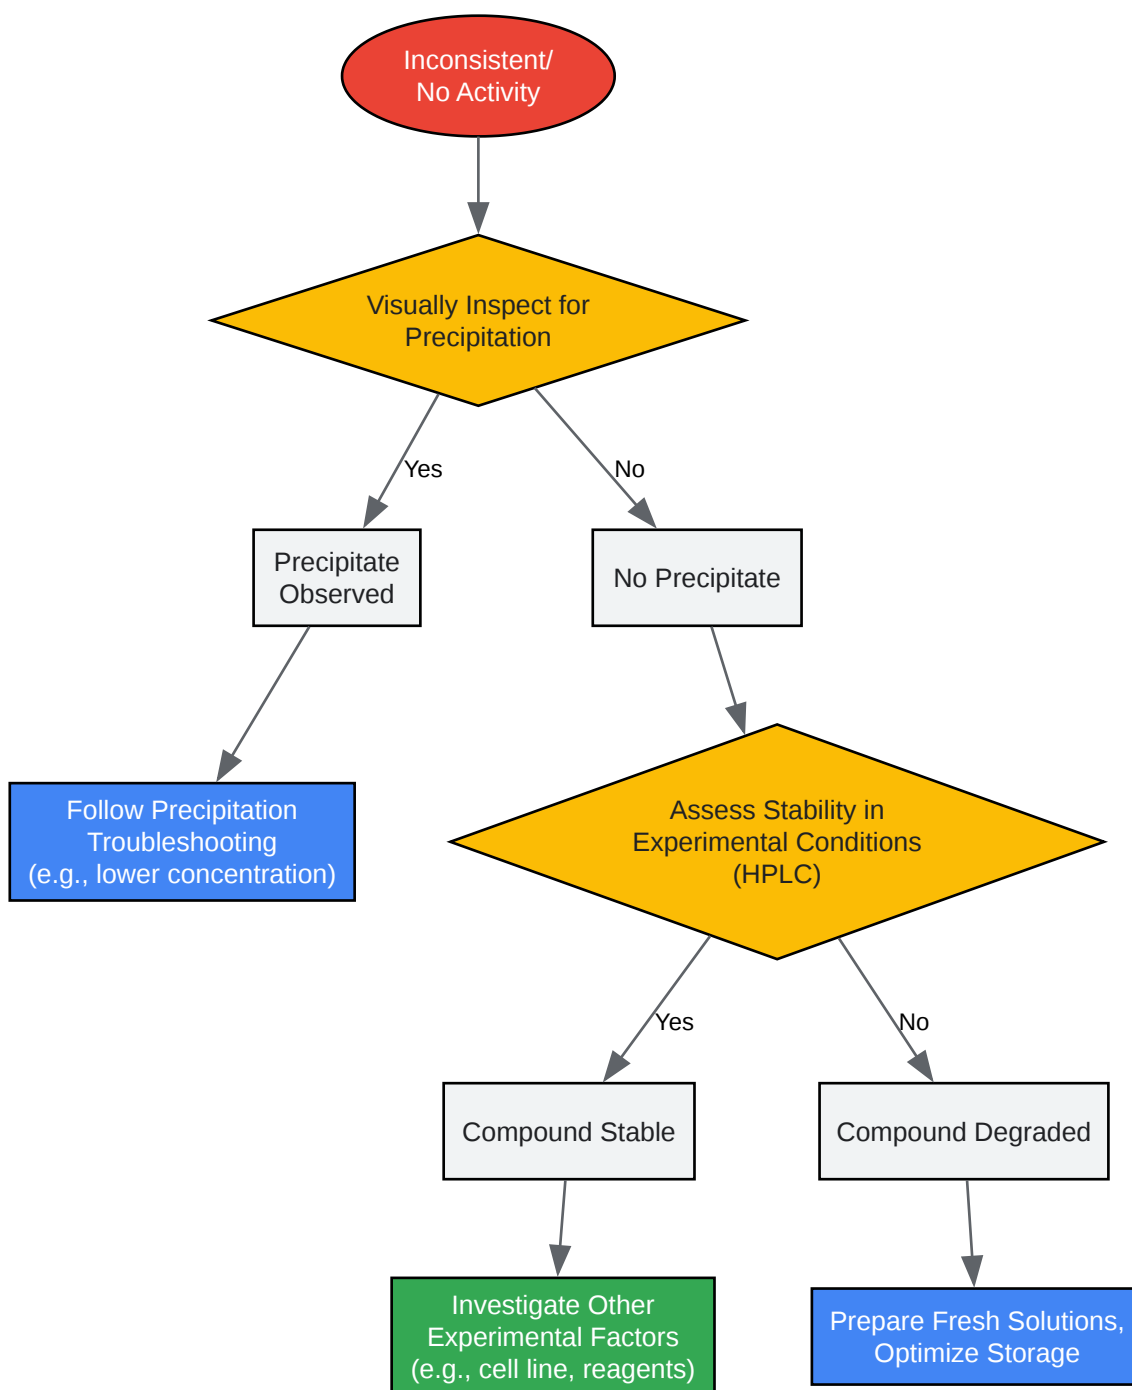 Inconsistent/
No Activity
Visually Inspect for
Precipitation
Yes
No
Precipitate
Observed
No Precipitate
Follow Precipitation
Troubleshooting
(e.g., lower concentration)
Assess Stability in
Experimental Conditions
(HPLC)
Yes
No
Compound Stable
Compound Degraded
Investigate Other
Experimental Factors
(e.g., cell line, reagents)
Prepare Fresh Solutions,
Optimize Storage